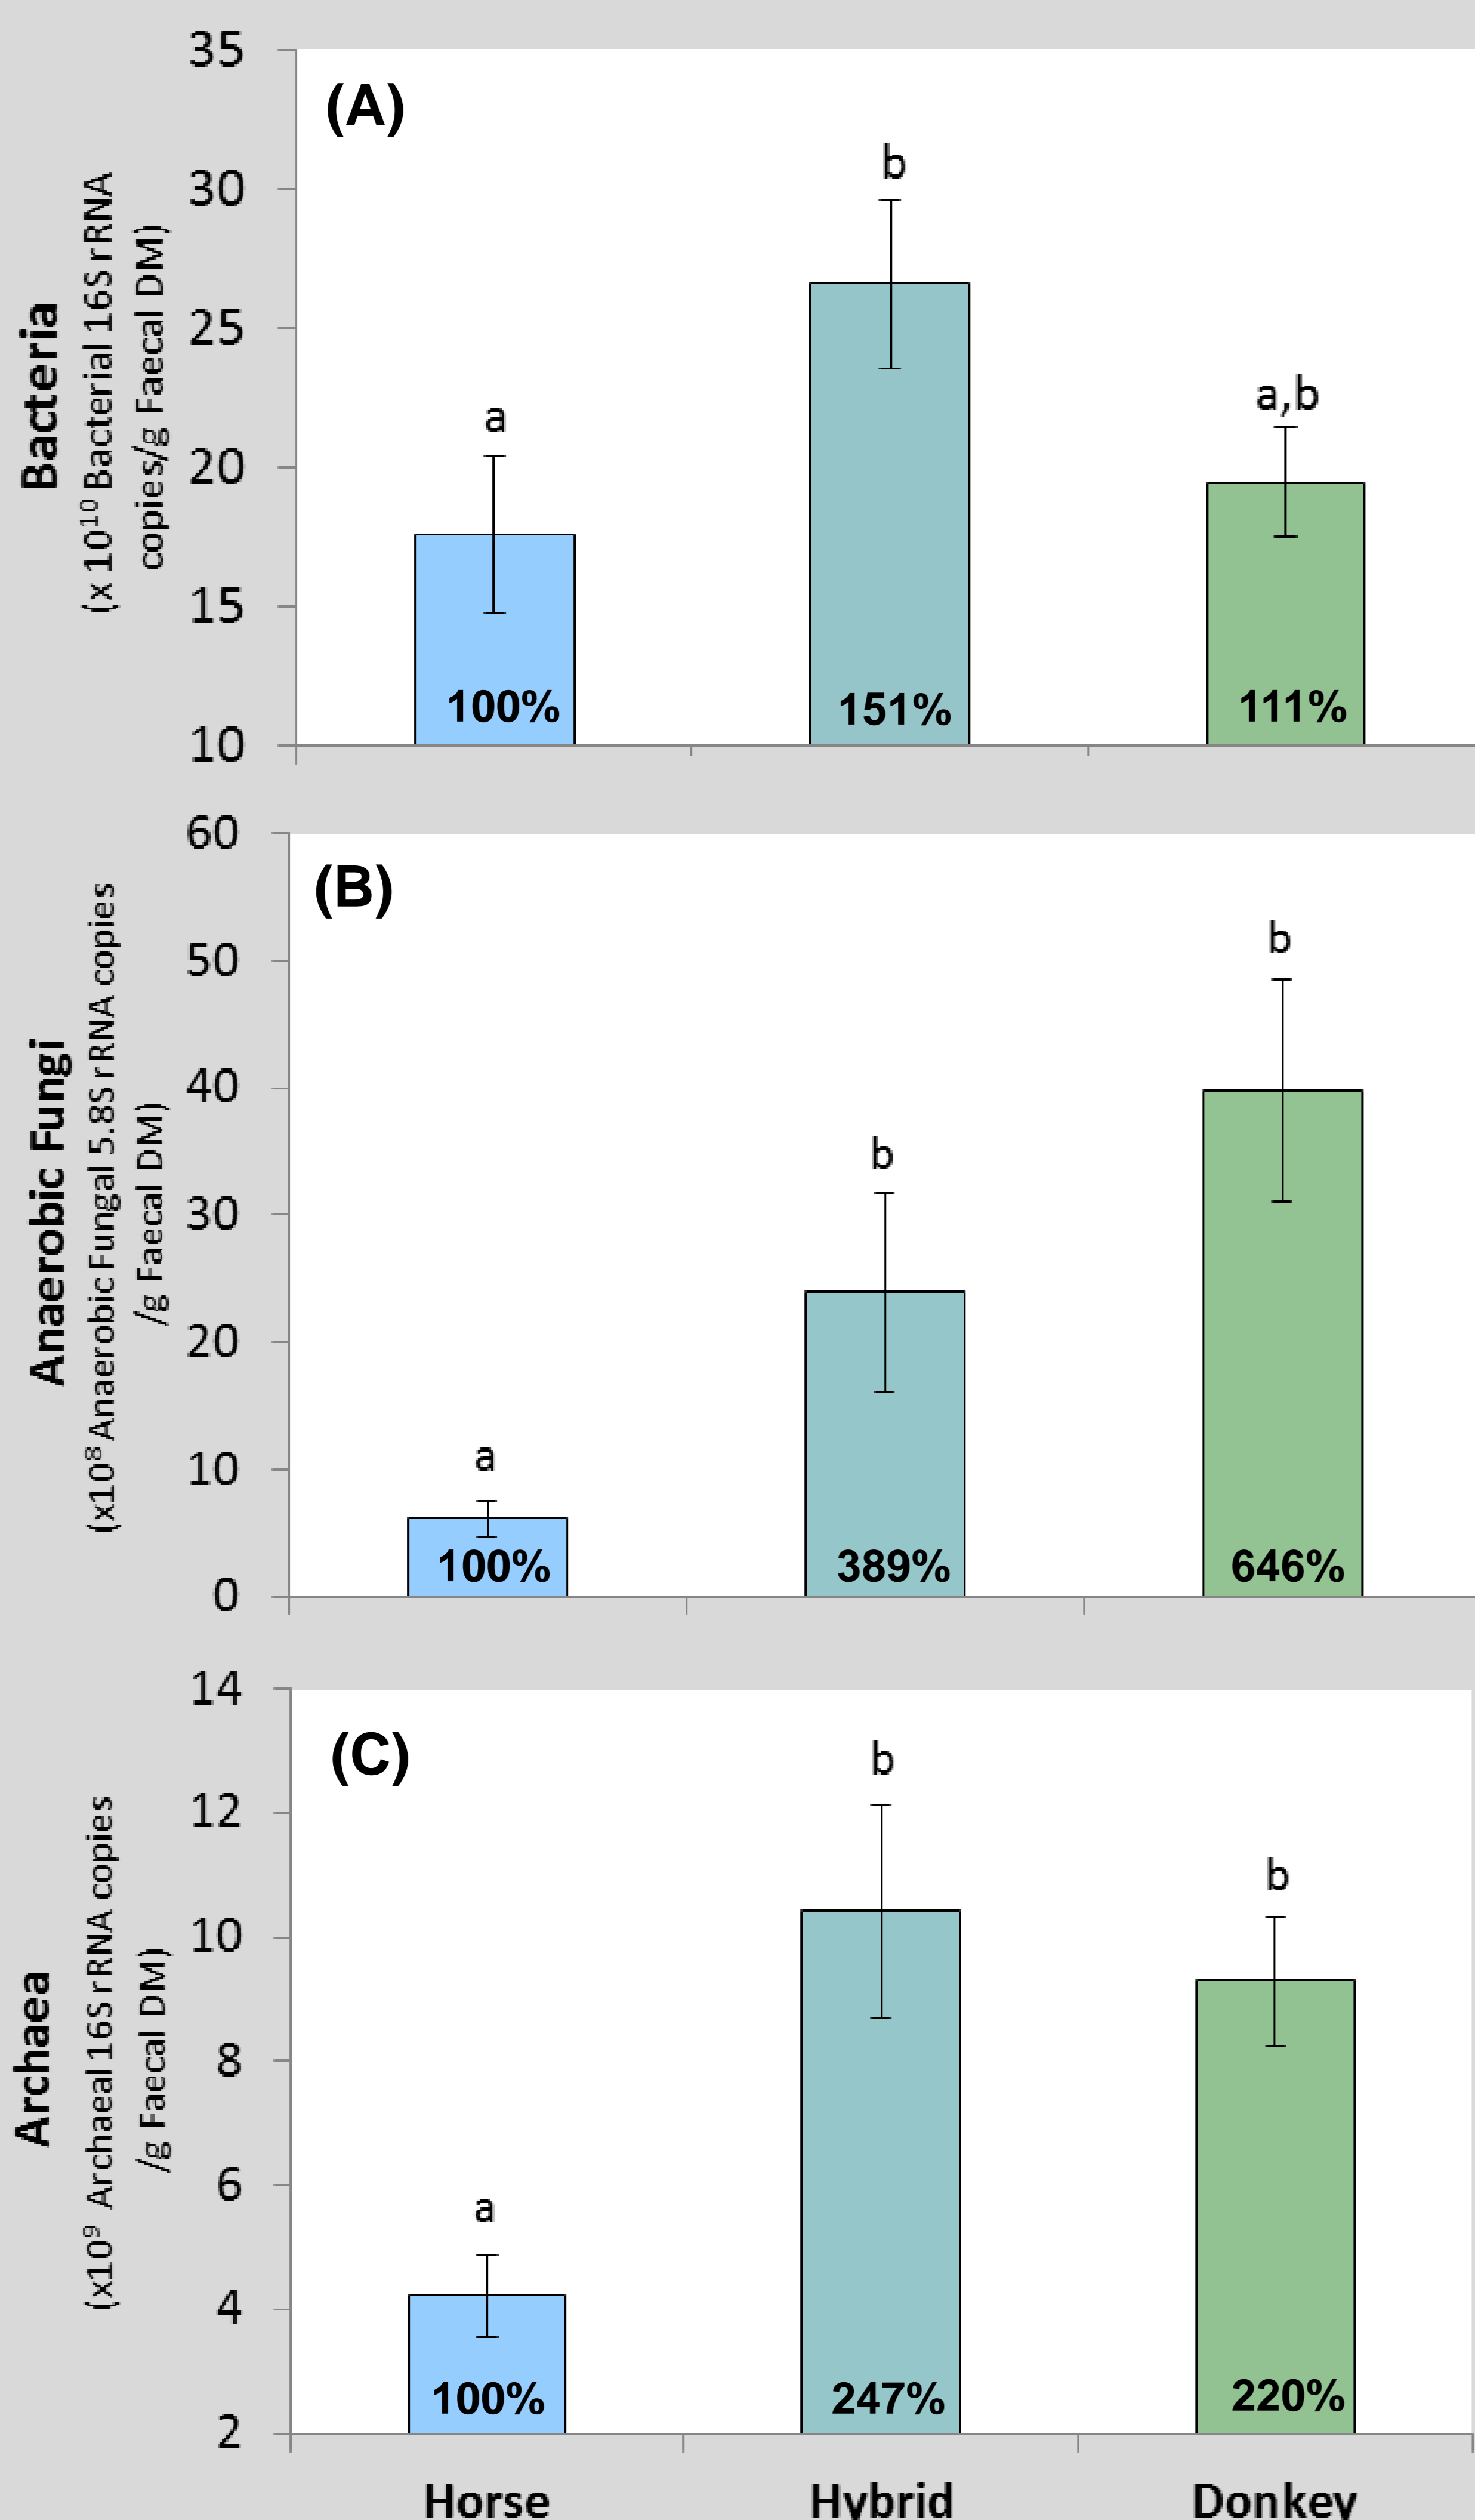 (A)
35
30
25
20
15
10
Bacteria
(x 10¹⁰ Bacterial 16S rRNA
copies/g Faecal DM)
a
b
a,b
100%
151%
111%
(B)
60
50
40
30
20
10
0
Anaerobic Fungi
(x10⁸ Anaerobic Fungal 5.8S rRNA copies
/g Faecal DM)
a
b
b
100%
389%
646%
(C)
14
12
10
8
6
4
2
Archaea
(x10⁹ Archaeal 16S rRNA copies
/g Faecal DM)
a
b
b
100%
247%
220%
Horse
Hybrid
Donkey